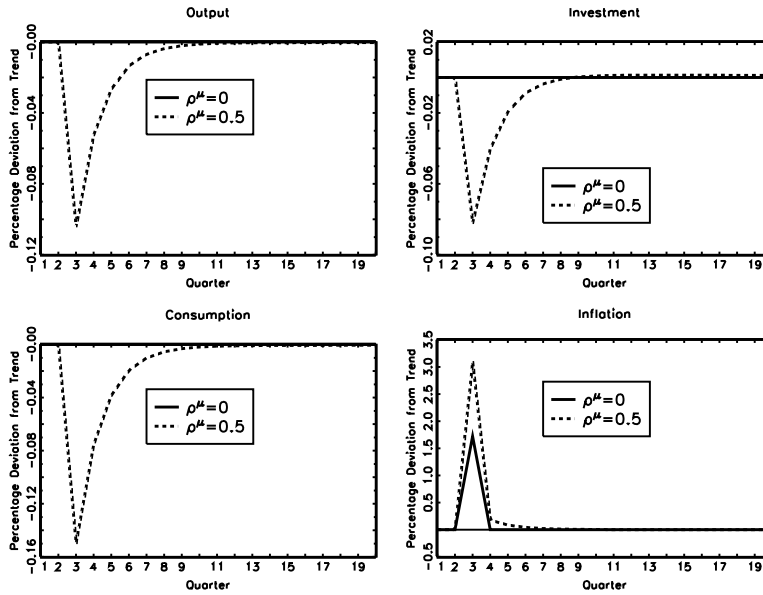 Output
Percentage Deviation from Trend
-0.00
-0.04
-0.08
-0.12
ρ^μ=0
ρ^μ=0.5
1 2 3 4 5 6 7 8 9 11 13 15 17 19
Quarter
Investment
Percentage Deviation from Trend
0.02
-0.02
-0.06
-0.10
ρ^μ=0
ρ^μ=0.5
1 2 3 4 5 6 7 8 9 11 13 15 17 19
Quarter
Consumption
Percentage Deviation from Trend
-0.00
-0.04
-0.08
-0.12
-0.16
ρ^μ=0
ρ^μ=0.5
1 2 3 4 5 6 7 8 9 11 13 15 17 19
Quarter
Inflation
Percentage Deviation from Trend
3.5
3.0
2.5
2.0
1.5
1.0
0.5
-0.5
ρ^μ=0
ρ^μ=0.5
1 2 3 4 5 6 7 8 9 11 13 15 17 19
Quarter